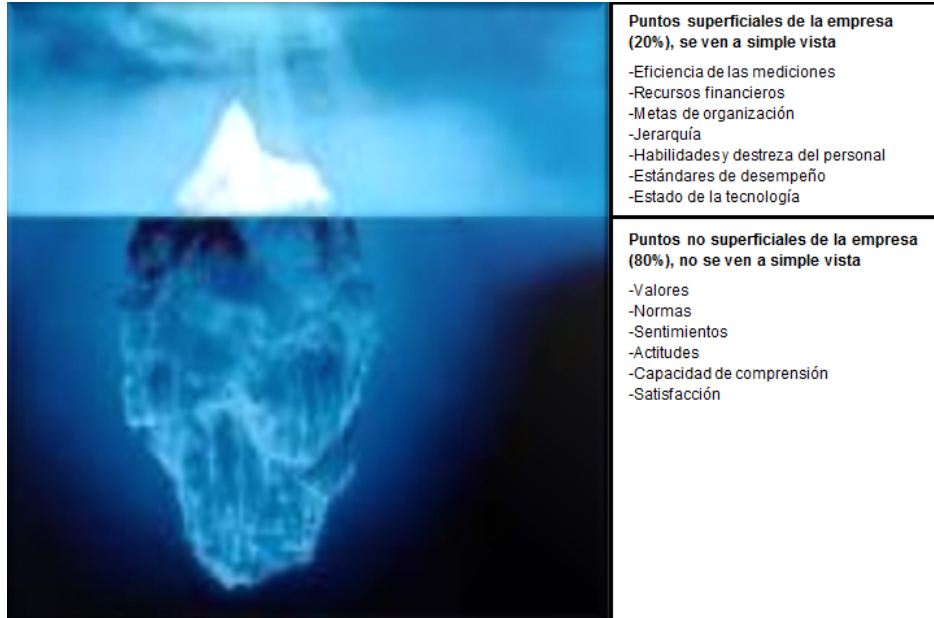 Puntos superficiales de la empresa
(20%), se ven a simple vista
-Eficiencia de las mediciones
-Recursos financieros
-Metas de organización
-Jerarquía
-Habilidades y destreza del personal
-Estándares de desempeño
-Estado de la tecnología
Puntos no superficiales de la empresa
(80%), no se ven a simple vista
-Valores
-Normas
-Sentimientos
-Actitudes
-Capacidad de comprensión
-Satisfacción